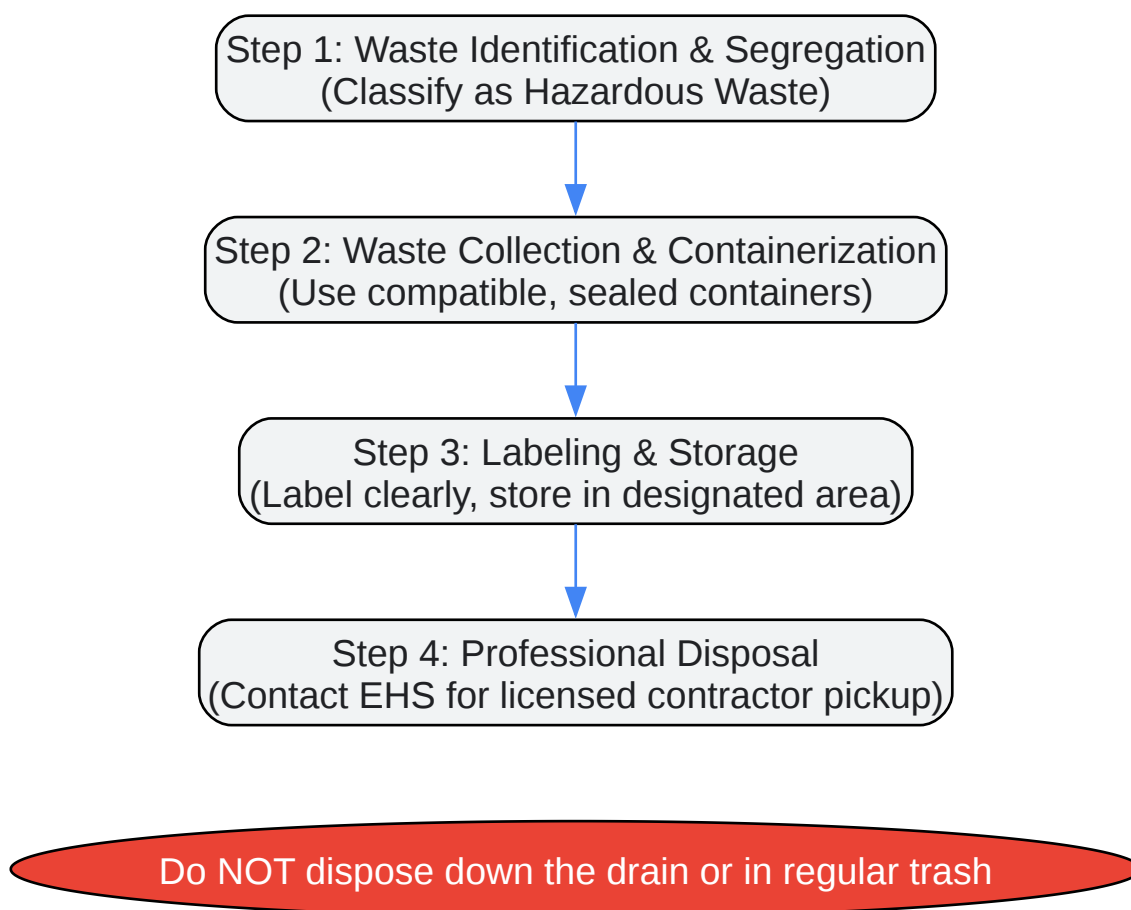 Step 1: Waste Identification & Segregation
(Classify as Hazardous Waste)
Step 2: Waste Collection & Containerization
(Use compatible, sealed containers)
Step 3: Labeling & Storage
(Label clearly, store in designated area)
Step 4: Professional Disposal
(Contact EHS for licensed contractor pickup)
Do NOT dispose down the drain or in regular trash